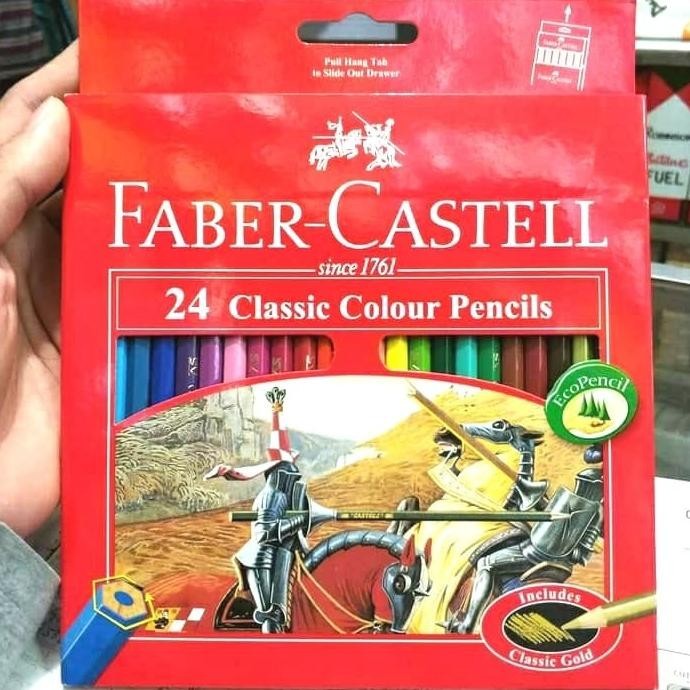 Pull Hang Tab
to Slide Out Drawer
FABER-CASTELL
since 1761
24 Classic Colour Pencils
EcoPencil
"CASTELL"
Includes
Classic Gold
FUEL